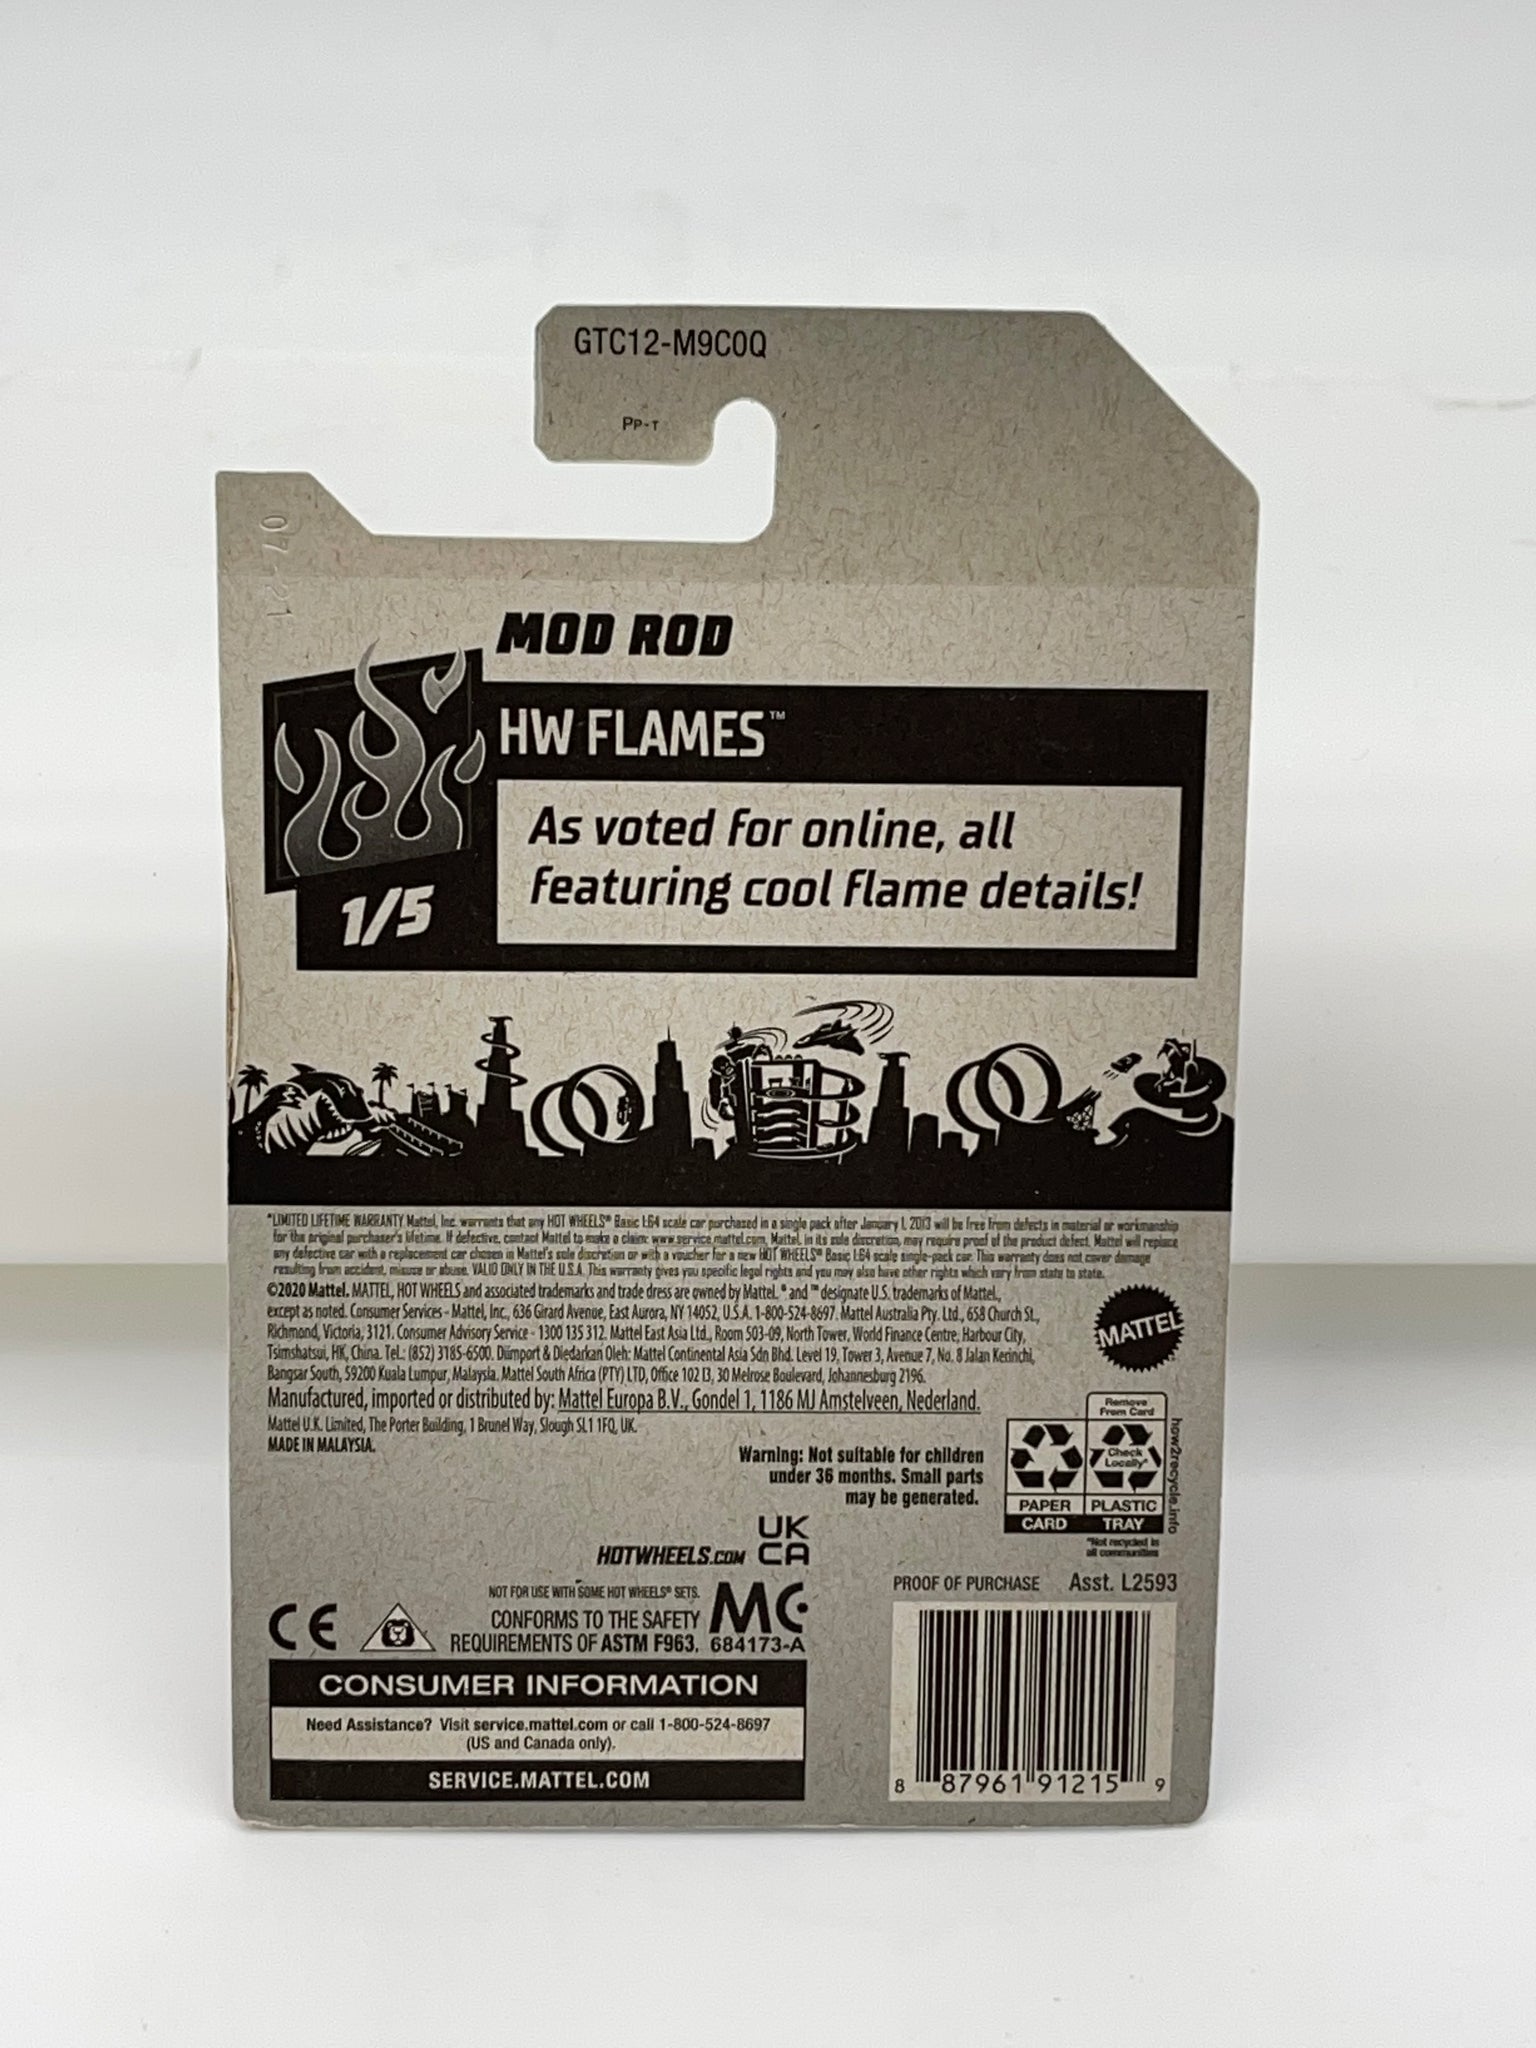 GTC12-M9C0Q
PP-T
07 21
MOD ROD
HW FLAMES™
As voted for online, all
featuring cool flame details!
1/5
*LIMITED LIFETIME WARRANTY Mattel, Inc. warrants that any HOT WHEELS® Basic 1:64 scale car purchased in a single pack after January 1, 2013 will be free from defects in material or workmanship
for the original purchaser's lifetime. If defective, contact Mattel to make a claim: www.service.mattel.com. Mattel, in its sole discretion, may require proof of the product defect. Mattel will replace
any defective car with a replacement car chosen in Mattel's sole discretion or with a voucher for a new HOT WHEELS® Basic 1:64 scale single-pack car. This warranty does not cover damage
resulting from accident, misuse or abuse. VALID ONLY IN THE U.S.A. This warranty gives you specific legal rights and you may also have other rights which vary from state to state.
©2020 Mattel. MATTEL, HOT WHEELS and associated trademarks and trade dress are owned by Mattel. ® and ™ designate U.S. trademarks of Mattel,
except as noted. Consumer Services - Mattel, Inc., 636 Girard Avenue, East Aurora, NY 14052, U.S.A. 1-800-524-8697. Mattel Australia Pty. Ltd., 658 Church St.,
Richmond, Victoria, 3121. Consumer Advisory Service - 1300 135 312. Mattel East Asia Ltd., Room 503-09, North Tower, World Finance Centre, Harbour City,
Tsimshatsui, HK, China. Tel.: (852) 3185-6500. Diimport & Diedarkan Oleh: Mattel Continental Asia Sdn Bhd. Level 19, Tower 3, Avenue 7, No. 8 Jalan Kerinchi,
Bangsar South, 59200 Kuala Lumpur, Malaysia. Mattel South Africa (PTY) LTD, Office 102 I3, 30 Melrose Boulevard, Johannesburg 2196.
Manufactured, imported or distributed by: Mattel Europa B.V., Gondel 1, 1186 MJ Amstelveen, Nederland.
Mattel U.K. Limited, The Porter Building, 1 Brunel Way, Slough SL1 1FQ, UK.
MADE IN MALAYSIA.
MATTEL
Warning: Not suitable for children
under 36 months. Small parts
may be generated.
Remove
From Card
Check
Locally*
PAPER PLASTIC
CARD TRAY
how2recycle.info
*Not recycled in
all communities
HOTWHEELS.COM
UK
CA
NOT FOR USE WITH SOME HOT WHEELS® SETS.
CE
CONFORMS TO THE SAFETY
REQUIREMENTS OF ASTM F963.
MC
684173-A
CONSUMER INFORMATION
Need Assistance? Visit service.mattel.com or call 1-800-524-8697
(US and Canada only).
SERVICE.MATTEL.COM
PROOF OF PURCHASE Asst. L2593
8 87961 91215 9